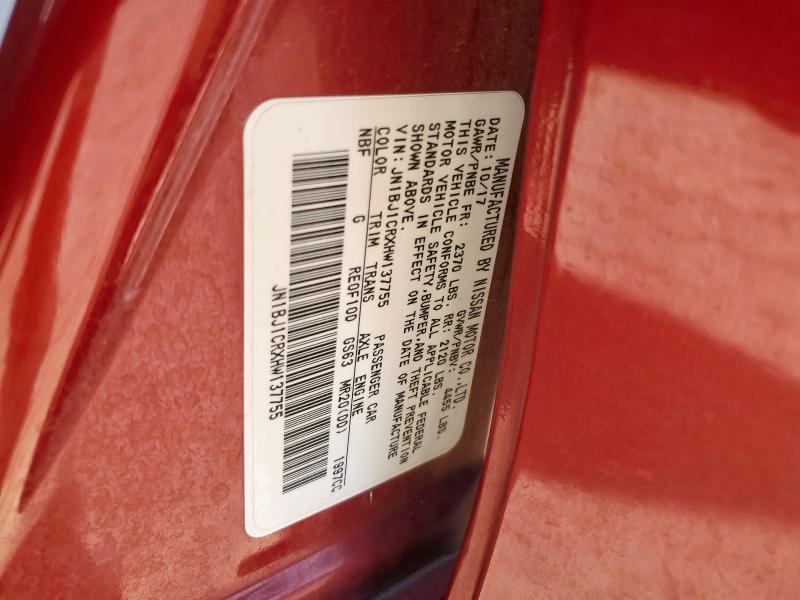 MANUFACTURED BY NISSAN MOTOR CO.,LTD.
DATE: 10/17 GVWR/PNBV: 4455 LBS.
GAWR/PNBE FR: 2370 LBS. RR: 2120 LBS.
THIS VEHICLE CONFORMS TO ALL APPLICABLE FEDERAL
MOTOR VEHICLE SAFETY,BUMPER,AND THEFT PREVENTION
STANDARDS IN EFFECT ON THE DATE OF MANUFACTURE
SHOWN ABOVE.
VIN: JN1BJ1CRXHW137755 PASSENGER CAR
COLOR TRIM TRANS AXLE ENGINE
NBF G RE0F10D GS63 MR20(DD) 1997CC
JN1BJ1CRXHW137755